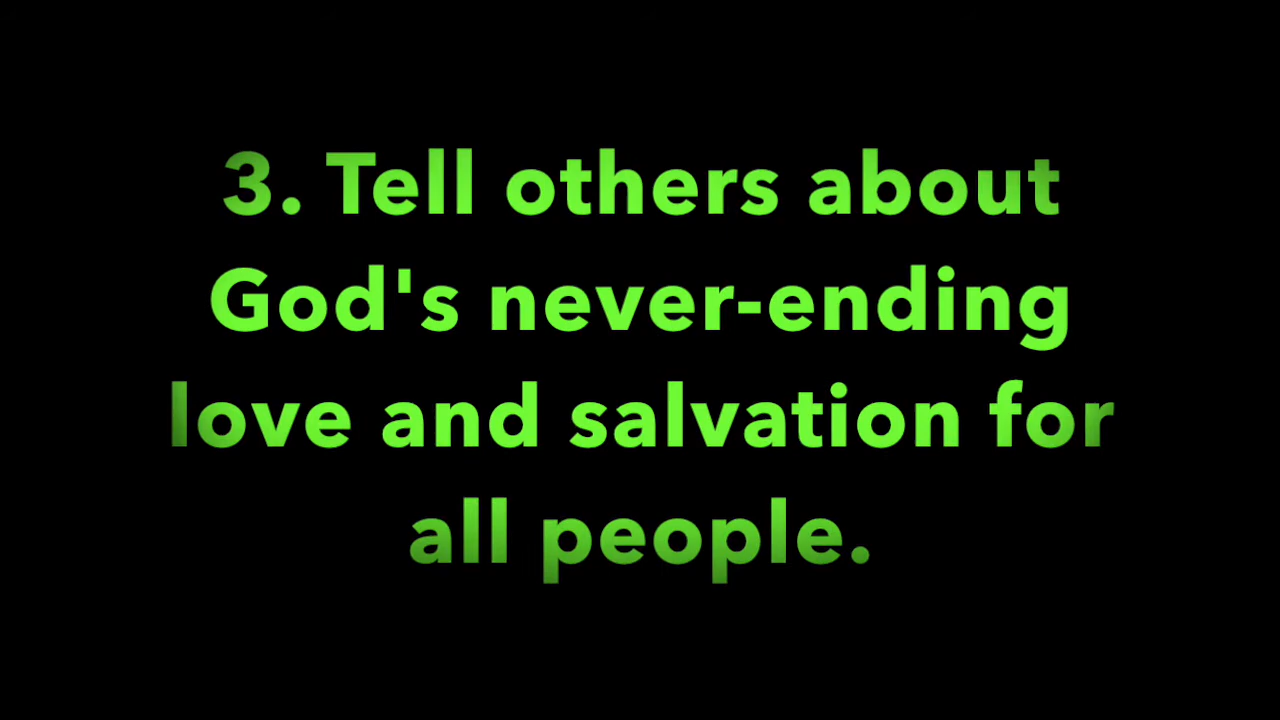 3. Tell others about
God's never-ending
love and salvation for
all people.